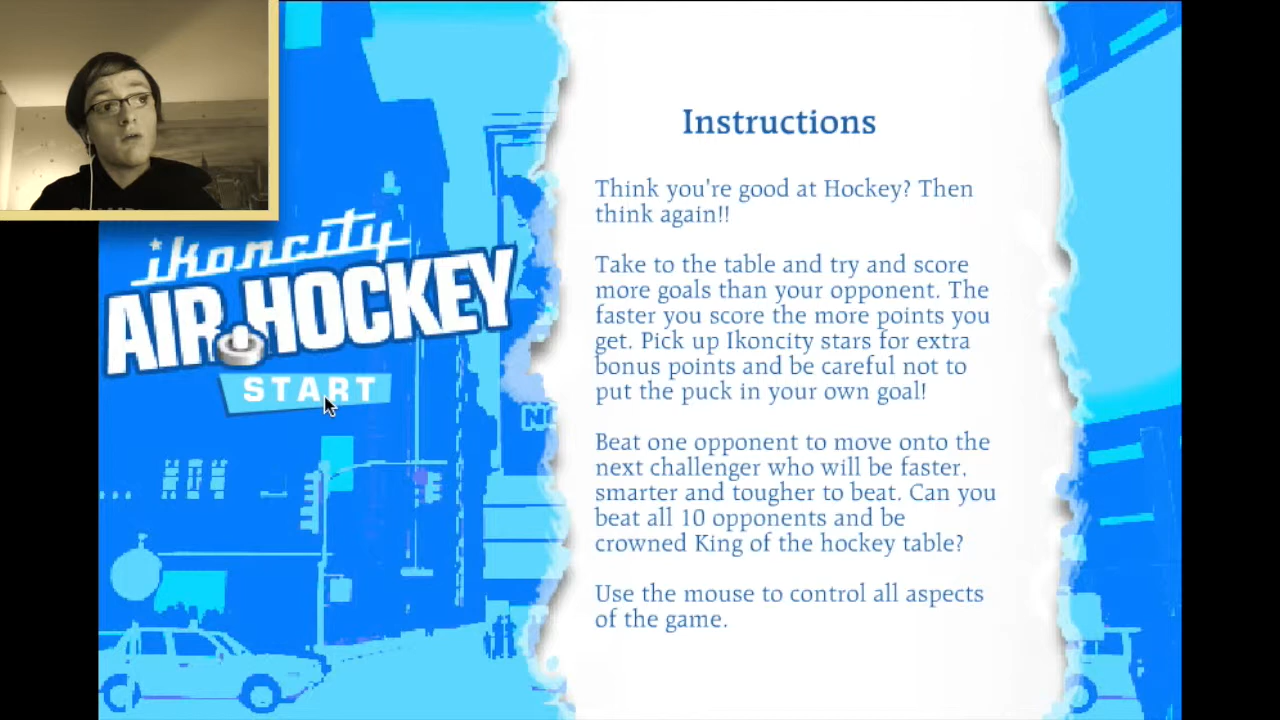 ikoncity
AIR HOCKEY
START
Instructions
Think you're good at Hockey? Then
think again!!
Take to the table and try and score
more goals than your opponent. The
faster you score the more points you
get. Pick up Ikoncity stars for extra
bonus points and be careful not to
put the puck in your own goal!
Beat one opponent to move onto the
next challenger who will be faster,
smarter and tougher to beat. Can you
beat all 10 opponents and be
crowned King of the hockey table?
Use the mouse to control all aspects
of the game.